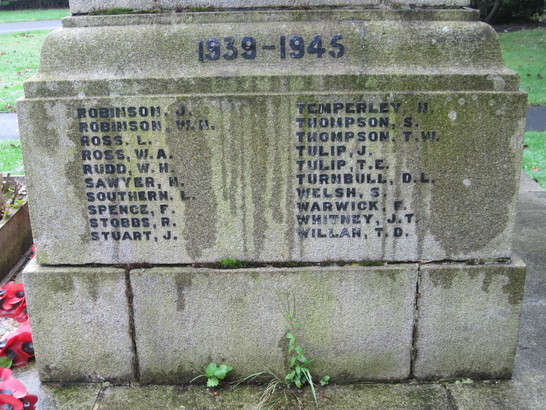 1939-1945
ROBINSON. J.
ROBINSON W.H.
ROSS. L.
ROSS, W.A.
RUDD, W.H.
SAWYER, H.
SOUTHERN. L.
SPENCE, F.
STOBBS, R.
STUART, J.
TEMPERLEY, H
THOMPSON, S.
THOMPSON, T.W.
TULIP, J.
TULIP, T.E.
TURNBULL, D.L.
WELSH, S.
WARWICK, F.
WHITNEY, J.T.
WILLAN, T.D.